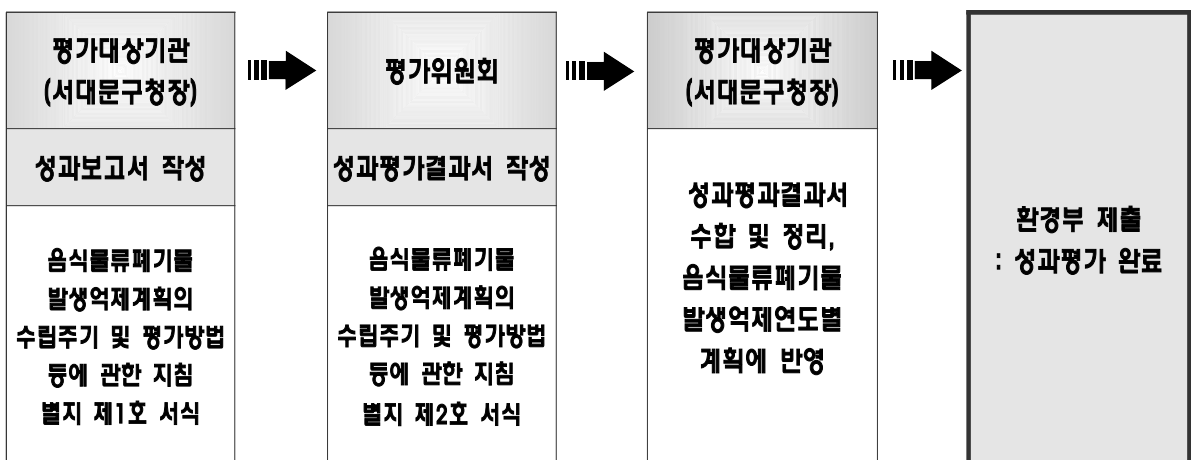 평가대상기관
(서대문구청장)
성과보고서 작성
음식물류폐기물
발생억제계획의
수립주기 및 평가방법
등에 관한 지침
별지 제1호 서식
평가위원회
성과평가결과서 작성
음식물류폐기물
발생억제계획의
수립주기 및 평가방법
등에 관한 지침
별지 제2호 서식
평가대상기관
(서대문구청장)
성과평과결과서
수합 및 정리,
음식물류폐기물
발생억제연도별
계획에 반영
환경부 제출
: 성과평가 완료